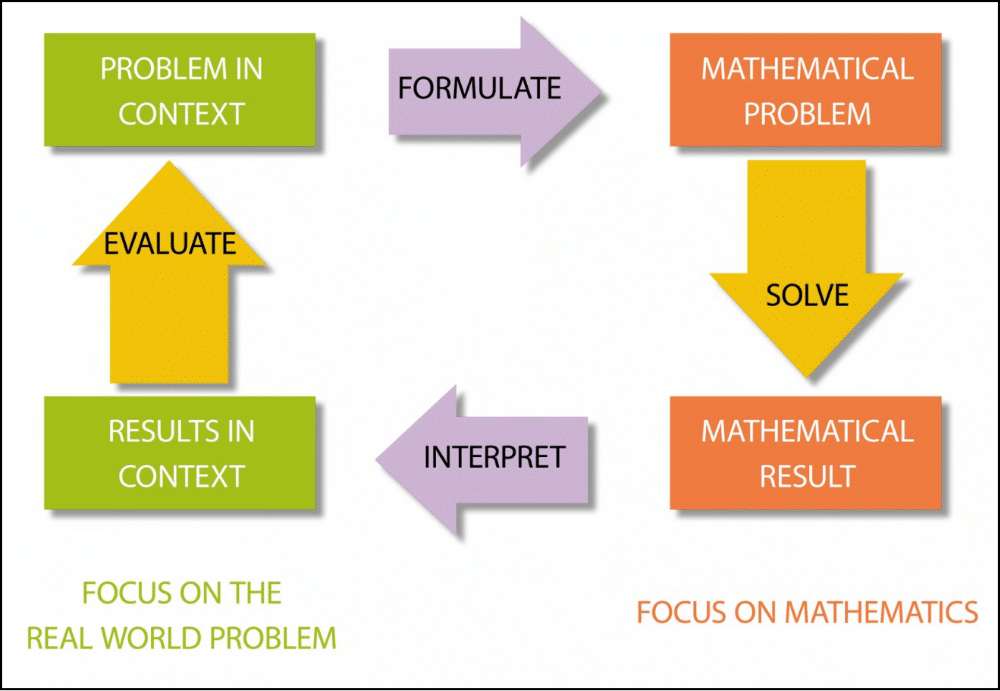 PROBLEM IN
CONTEXT
FORMULATE
MATHEMATICAL
PROBLEM
EVALUATE
SOLVE
RESULTS IN
CONTEXT
INTERPRET
MATHEMATICAL
RESULT
FOCUS ON THE
REAL WORLD PROBLEM
FOCUS ON MATHEMATICS